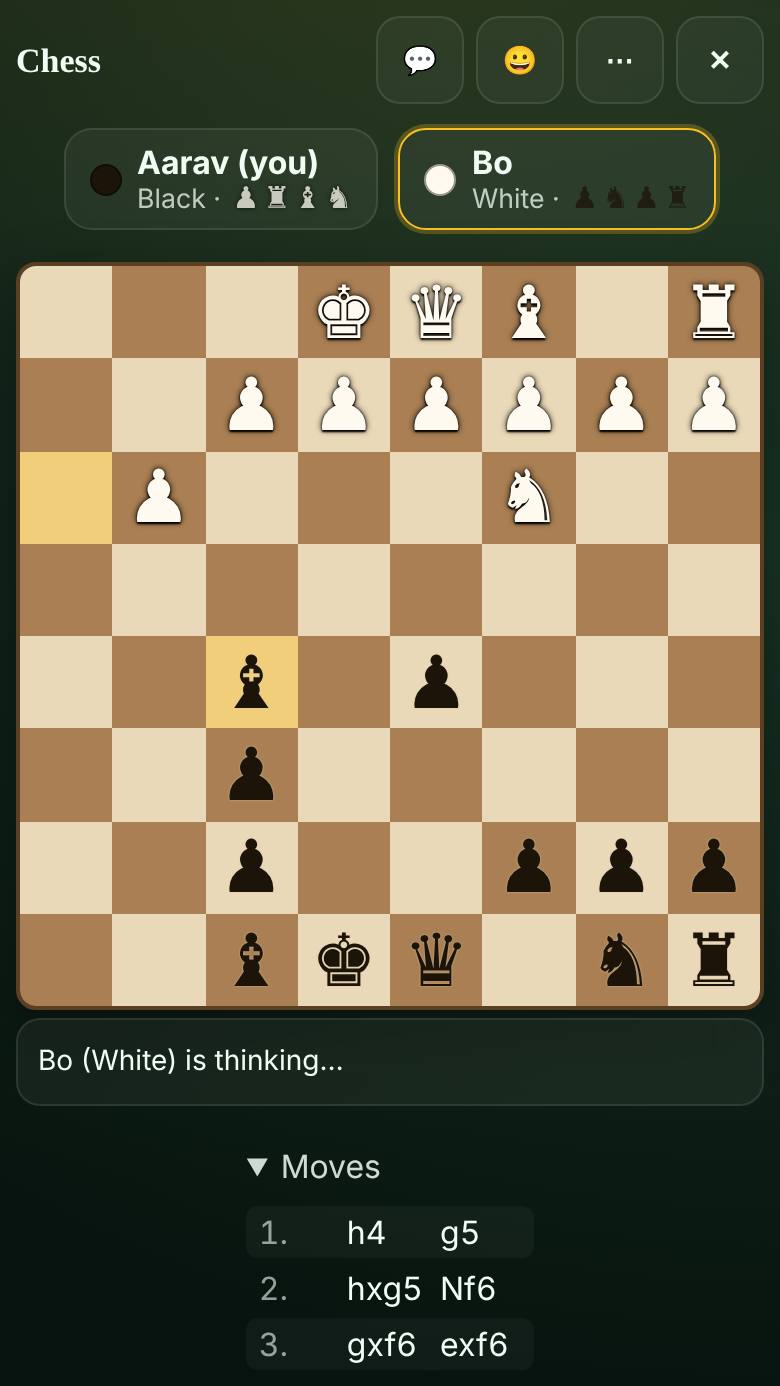 Chess
Aarav (you)
Black ·
Bo
White ·
Bo (White) is thinking…
Moves
1. h4 g5
2. hxg5 Nf6
3. gxf6 exf6